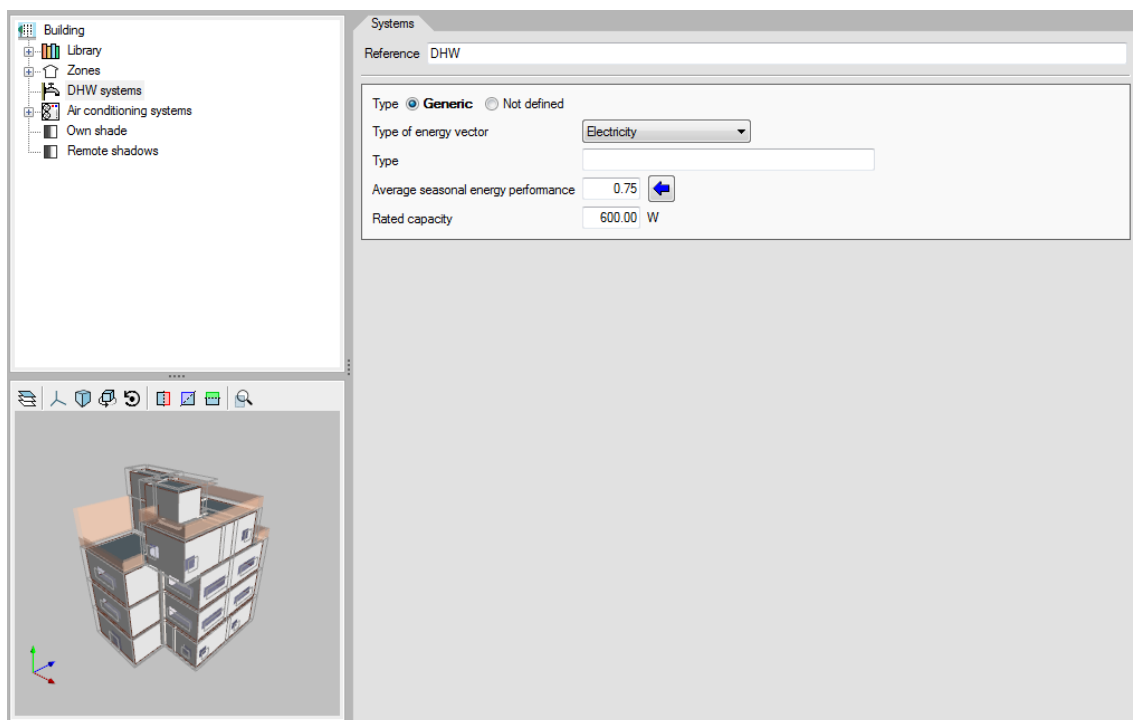 Building
Library
Zones
DHW systems
Air conditioning systems
Own shade
Remote shadows
Systems
Reference DHW
Type Generic Not defined
Type of energy vector Electricity
Type
Average seasonal energy performance 0.75
Rated capacity 600.00 W